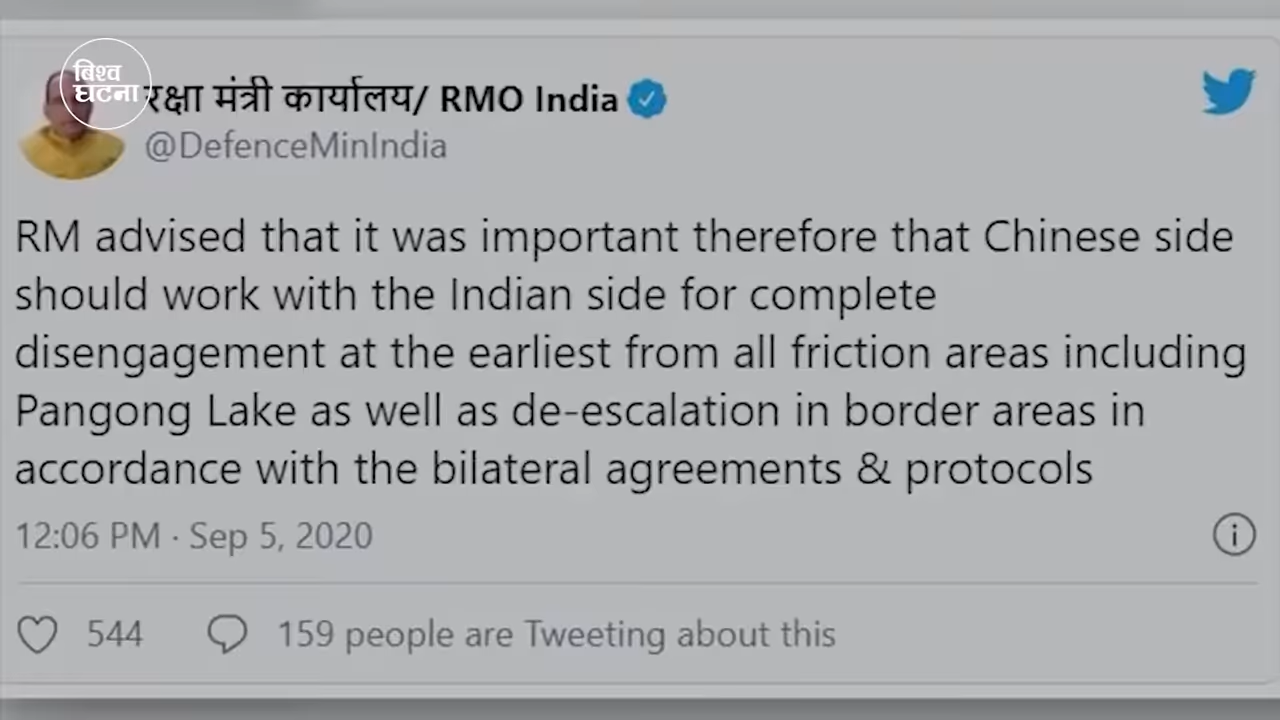 बिश्व
घटना
रक्षा मंत्री कार्यालय/ RMO India
@DefenceMinIndia
RM advised that it was important therefore that Chinese side
should work with the Indian side for complete
disengagement at the earliest from all friction areas including
Pangong Lake as well as de-escalation in border areas in
accordance with the bilateral agreements & protocols
12:06 PM · Sep 5, 2020
544 159 people are Tweeting about this